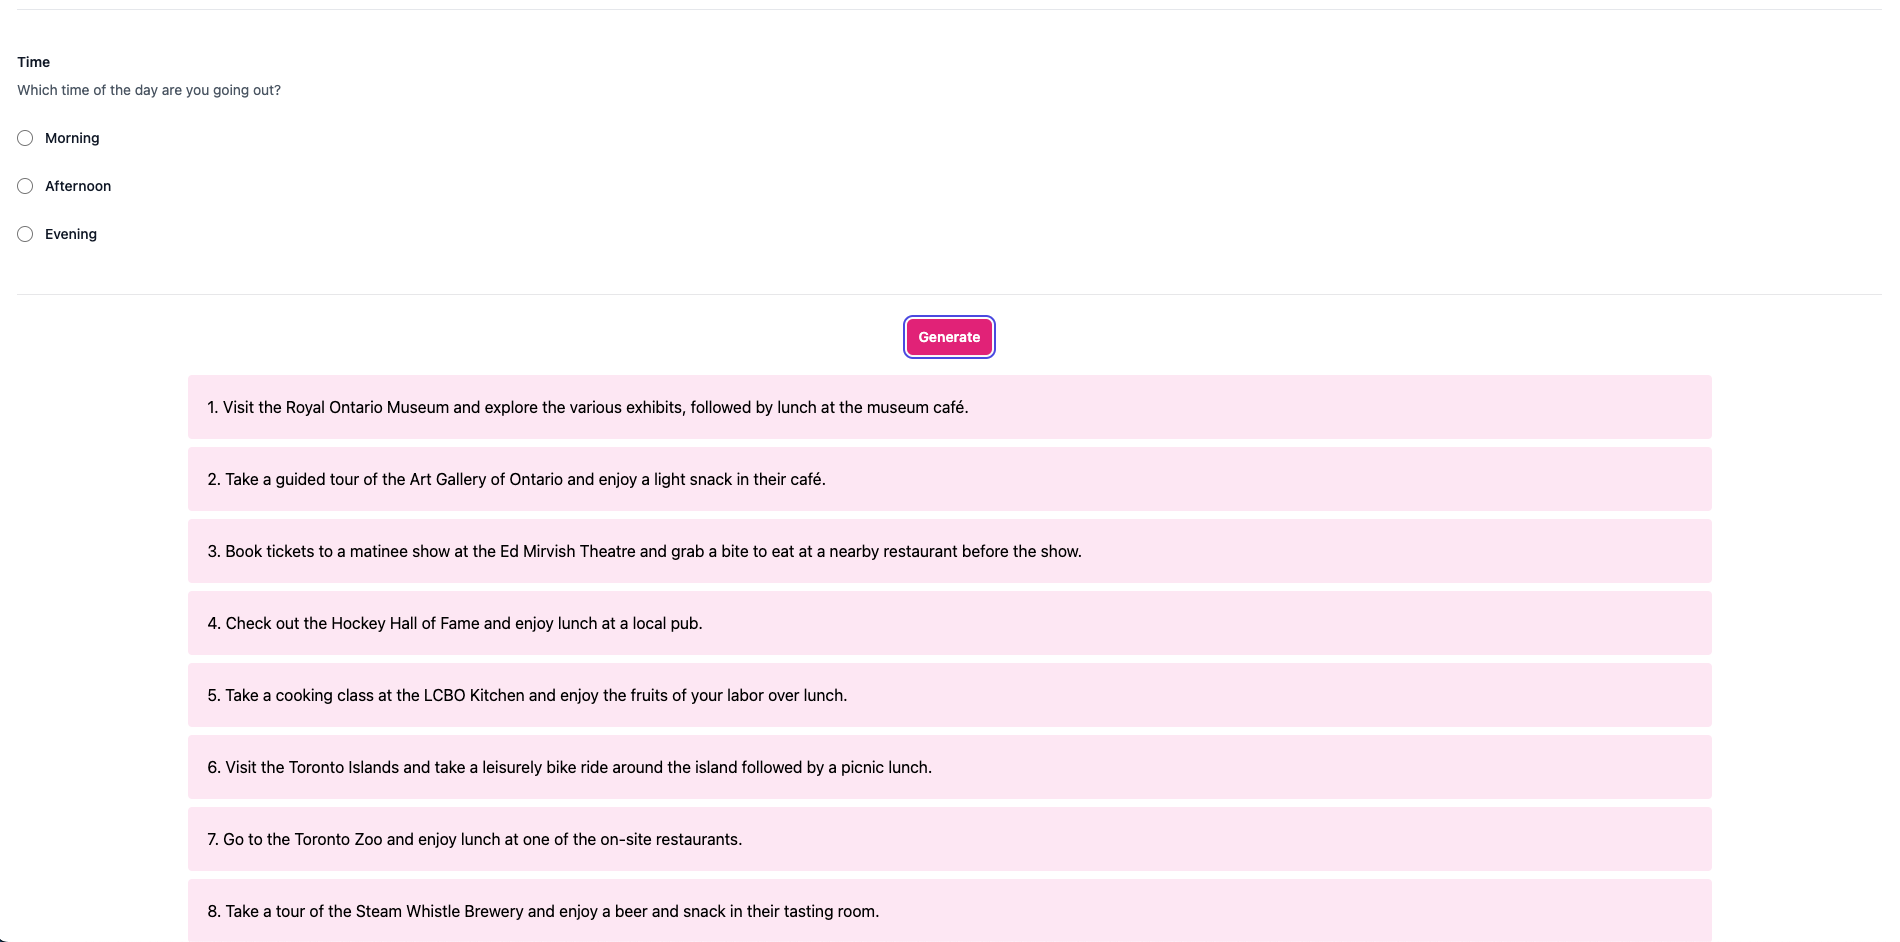 Time
Which time of the day are you going out?
Morning
Afternoon
Evening
Generate
1. Visit the Royal Ontario Museum and explore the various exhibits, followed by lunch at the museum café.
2. Take a guided tour of the Art Gallery of Ontario and enjoy a light snack in their café.
3. Book tickets to a matinee show at the Ed Mirvish Theatre and grab a bite to eat at a nearby restaurant before the show.
4. Check out the Hockey Hall of Fame and enjoy lunch at a local pub.
5. Take a cooking class at the LCBO Kitchen and enjoy the fruits of your labor over lunch.
6. Visit the Toronto Islands and take a leisurely bike ride around the island followed by a picnic lunch.
7. Go to the Toronto Zoo and enjoy lunch at one of the on-site restaurants.
8. Take a tour of the Steam Whistle Brewery and enjoy a beer and snack in their tasting room.